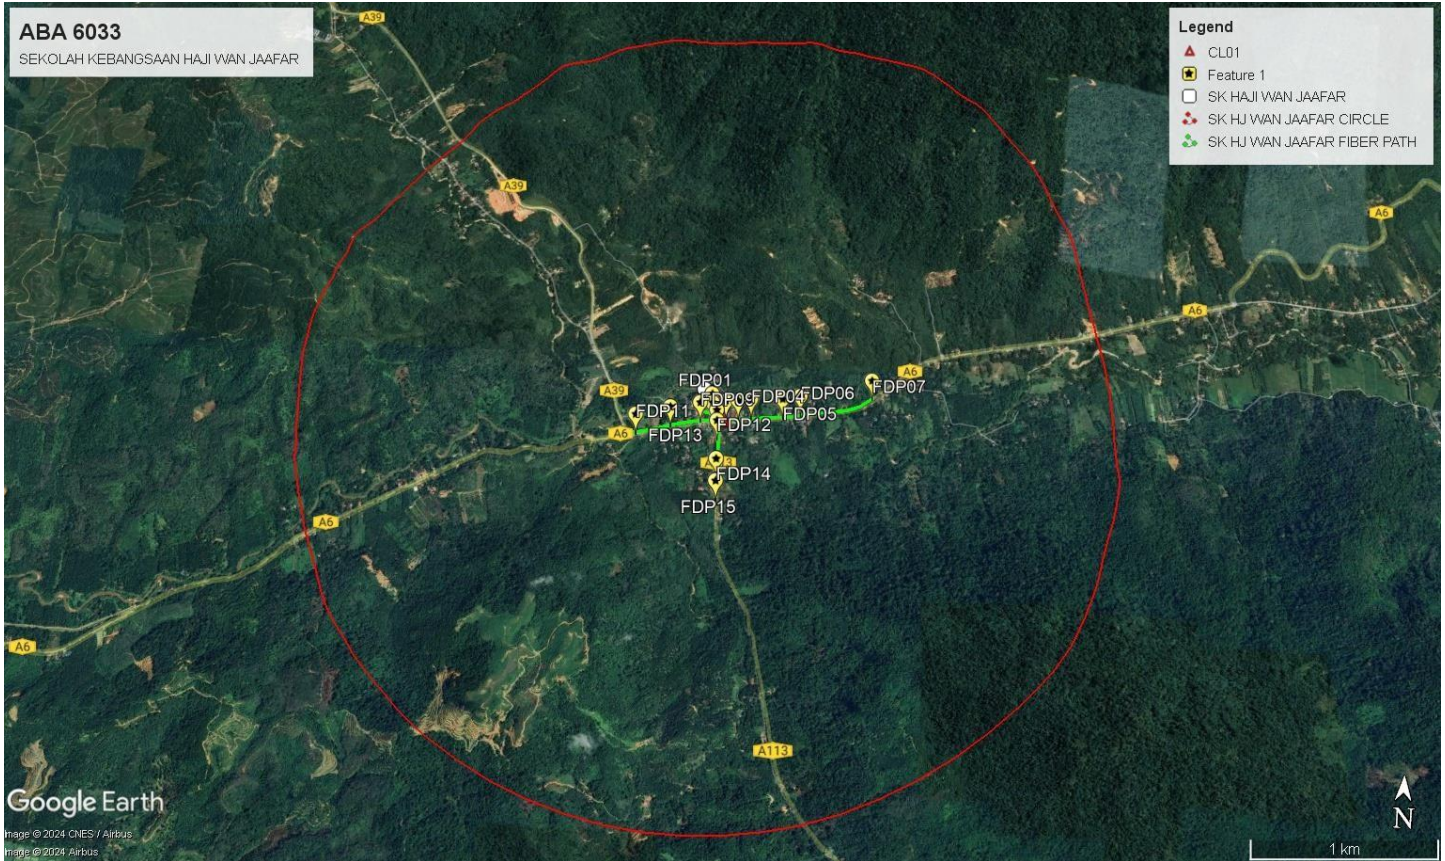 ABA 6033
SEKOLAH KEBANGSAAN HAJI WAN JAAFAR
Legend
CL01
Feature 1
SK HAJI WAN JAAFAR
SK HJ WAN JAAFAR CIRCLE
SK HJ WAN JAAFAR FIBER PATH
A39
A39
A6
A6
A6
A39
FDP01
FDP04
FDP06
FDP07
FDP09
FDP11
FDP05
FDP12
A6
FDP13
FDP14
FDP15
A6
A6
A113
Google Earth
Image © 2024 CNES / Airbus
Image © 2024 Airbus
N
1 km